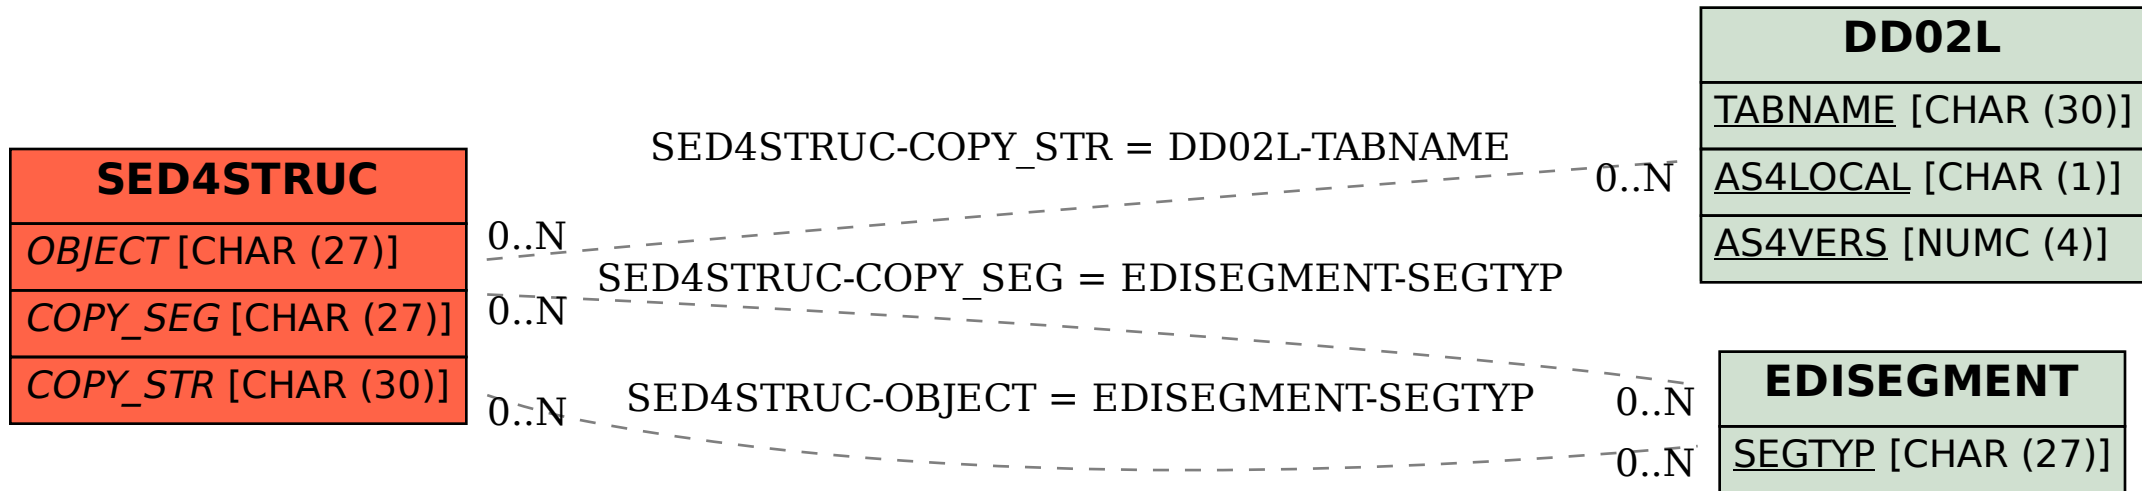 SED4STRUC
OBJECT [CHAR (27)]
COPY_SEG [CHAR (27)]
COPY_STR [CHAR (30)]
SED4STRUC-COPY_STR = DD02L-TABNAME
0..N
0..N
SED4STRUC-COPY_SEG = EDISEGMENT-SEGTYP
0..N
0..N
SED4STRUC-OBJECT = EDISEGMENT-SEGTYP
0..N
0..N
DD02L
TABNAME [CHAR (30)]
AS4LOCAL [CHAR (1)]
AS4VERS [NUMC (4)]
EDISEGMENT
SEGTYP [CHAR (27)]